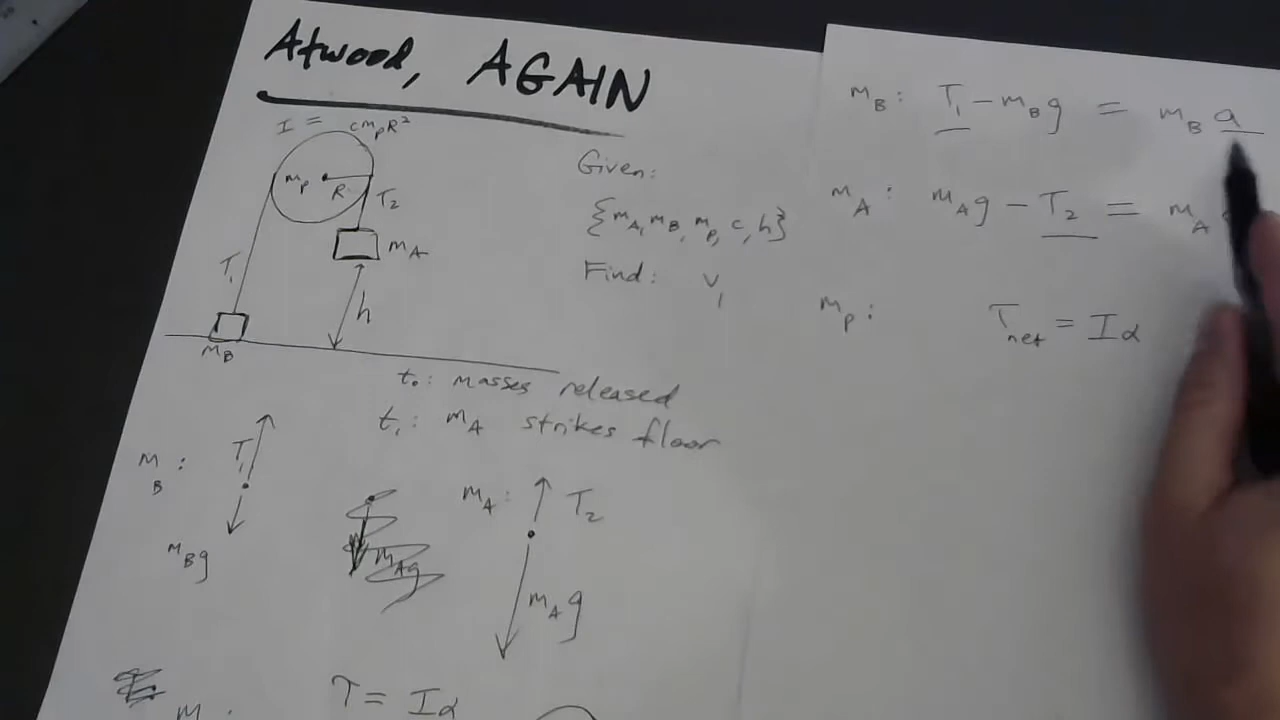 Atwood, AGAIN
I = cm_pR²
m_p R
T₂
m_A
T₁
h
m_B
Given:
{m_A, m_B, m_p, c, h}
Find: v₁
t₀: masses released
t₁: m_A strikes floor
m_B: T₁
m_Bg
m_Ag
m_A: T₂
m_Ag
τ = Iα
m_B: T₁ - m_Bg = m_B a
m_A: m_Ag - T₂ = m_A
m_p: τ_net = Iα